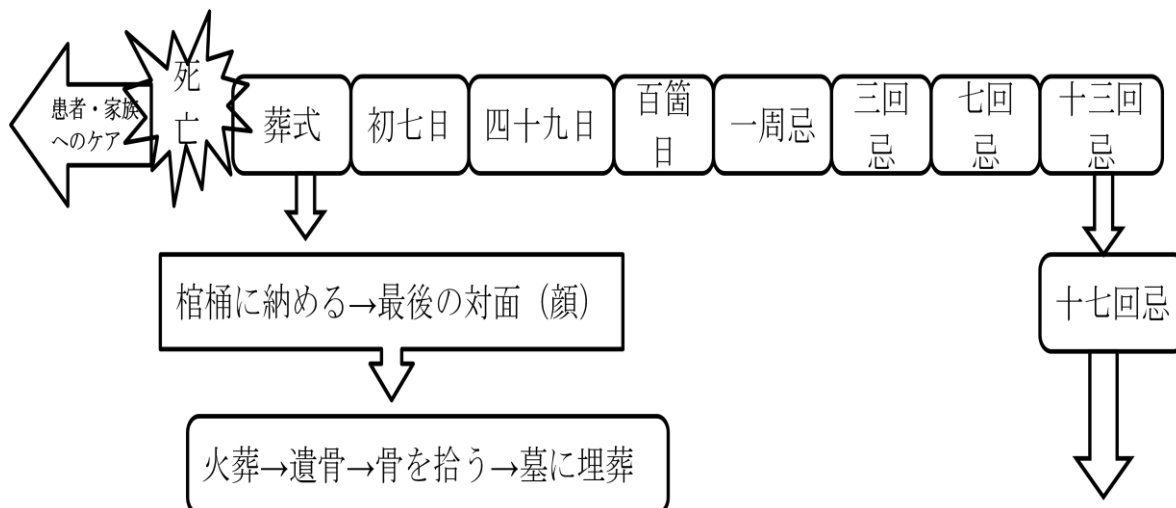 患者・家族
へのケア
死
亡
葬式
初七日
四十九日
百箇
日
一周忌
三回
忌
七回
忌
十三回
忌
棺桶に納める→最後の対面（顔）
十七回忌
火葬→遺骨→骨を拾う→墓に埋葬